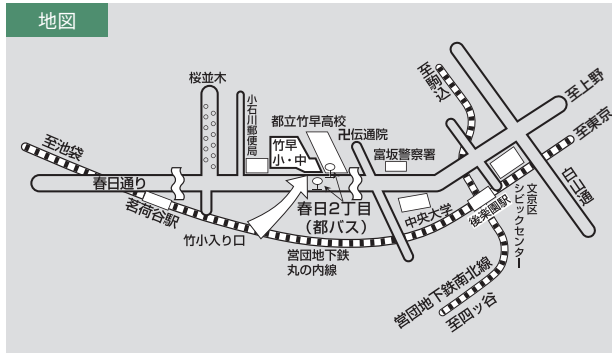 地図
桜並木
小石川郵便局
都立竹早高校
卍伝通院
竹早
小・中
富坂警察署
至駒込
至上野
至東京
至池袋
春日通り
茗荷谷駅
竹小入り口
春日2丁目
(都バス)
中央大学
後楽園駅
文京区
シビックセンター
白山通
営団地下鉄
丸の内線
営団地下鉄南北線
至四ッ谷